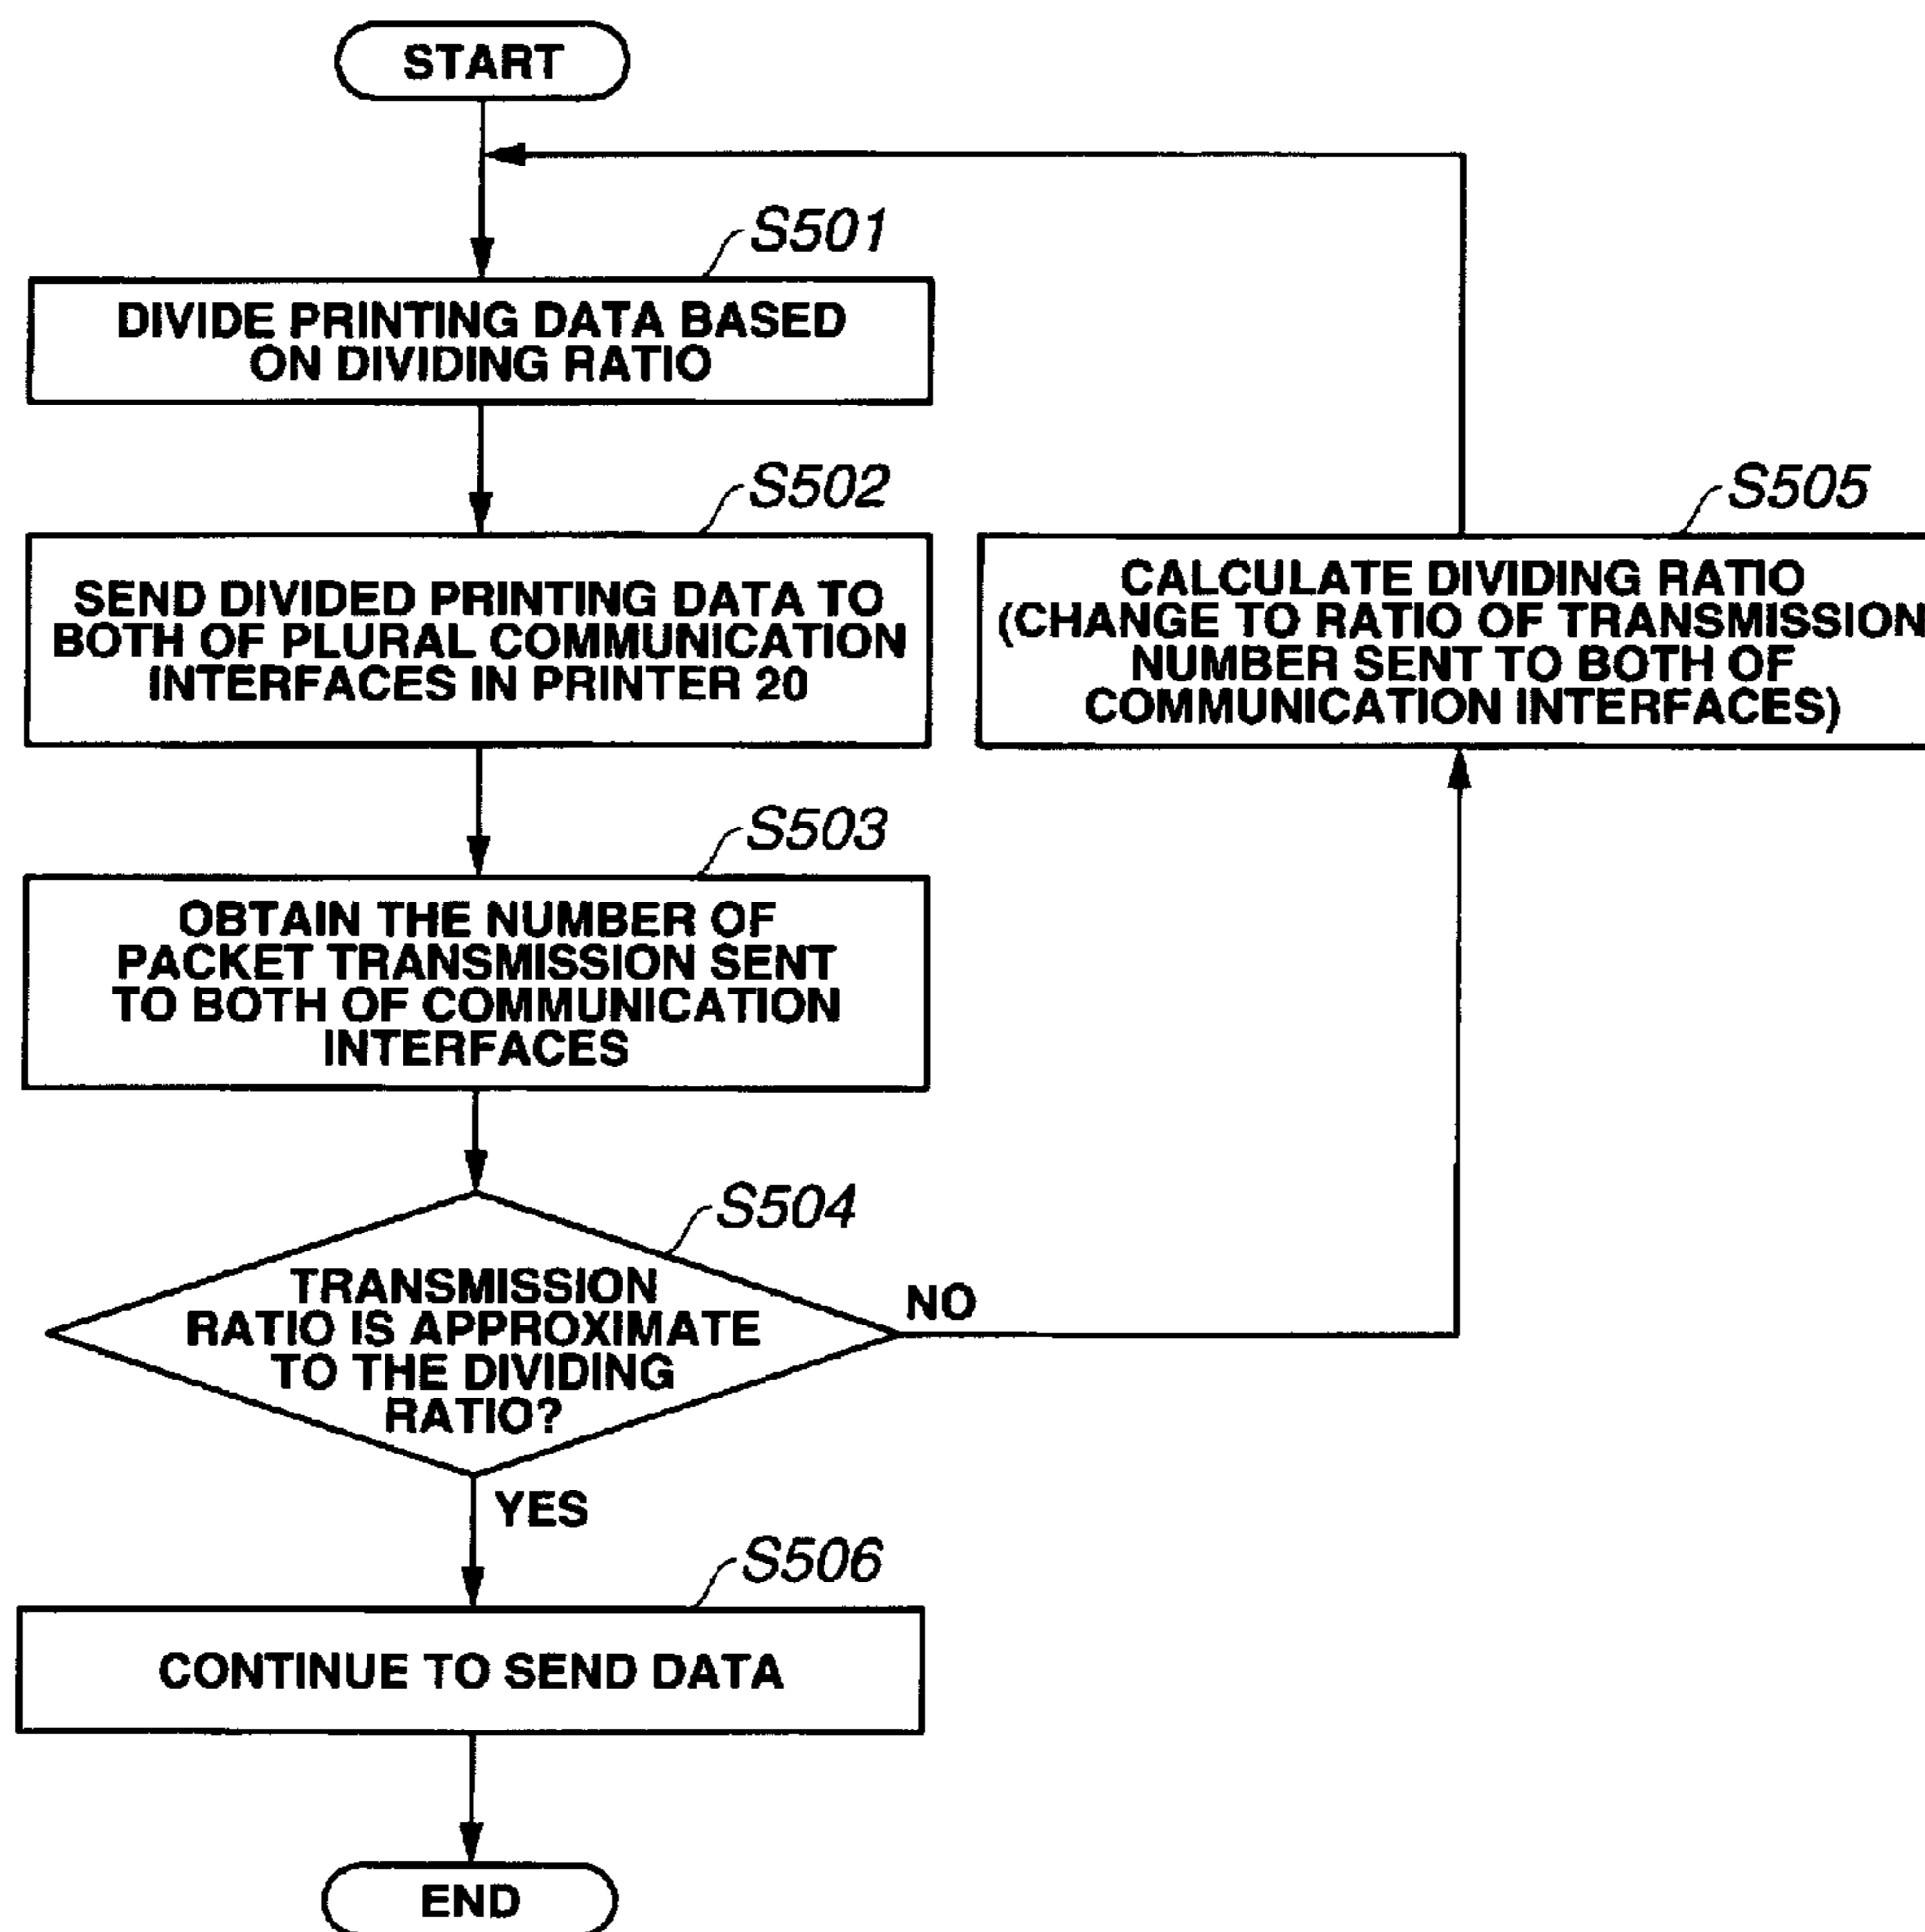 START
S501
DIVIDE PRINTING DATA BASED
ON DIVIDING RATIO
S502
SEND DIVIDED PRINTING DATA TO
BOTH OF PLURAL COMMUNICATION
INTERFACES IN PRINTER 20
S505
CALCULATE DIVIDING RATIO
(CHANGE TO RATIO OF TRANSMISSION
NUMBER SENT TO BOTH OF
COMMUNICATION INTERFACES)
S503
OBTAIN THE NUMBER OF
PACKET TRANSMISSION SENT
TO BOTH OF COMMUNICATION
INTERFACES
S504
TRANSMISSION
RATIO IS APPROXIMATE
TO THE DIVIDING
RATIO?
NO
YES
S506
CONTINUE TO SEND DATA
END